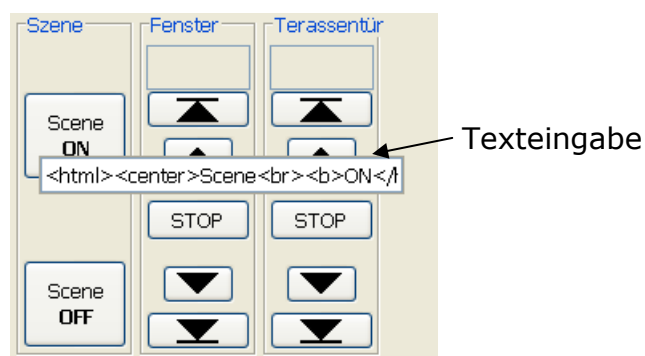 Szene Fenster Terassentür
Scene
ON
<html><center>Scene<br><b>ON</
Texteingabe
STOP STOP
Scene
OFF